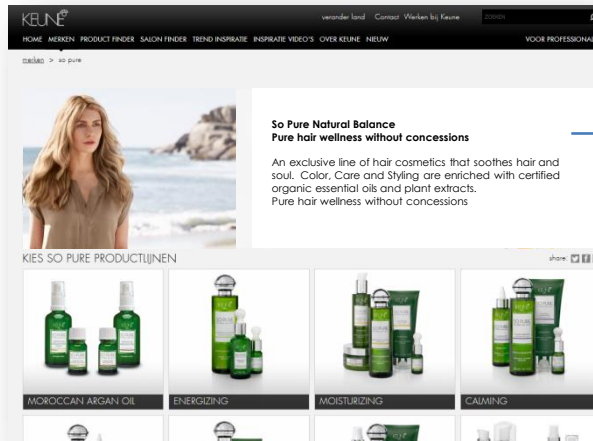 KEUNE
verander land Contact Werken bij Keune
ZOEKEN
HOME MERKEN PRODUCT FINDER SALON FINDER TREND INSPIRATIE INSPIRATIE VIDEO'S OVER KEUNE NIEUW
VOOR PROFESSIONAL
merken > so pure
So Pure Natural Balance
Pure hair wellness without concessions
An exclusive line of hair cosmetics that soothes hair and
soul. Color, Care and Styling are enriched with certified
organic essential oils and plant extracts.
Pure hair wellness without concessions
KIES SO PURE PRODUCTLIJNEN
share:
MOROCCAN ARGAN OIL
ENERGIZING
MOISTURIZING
CALMING